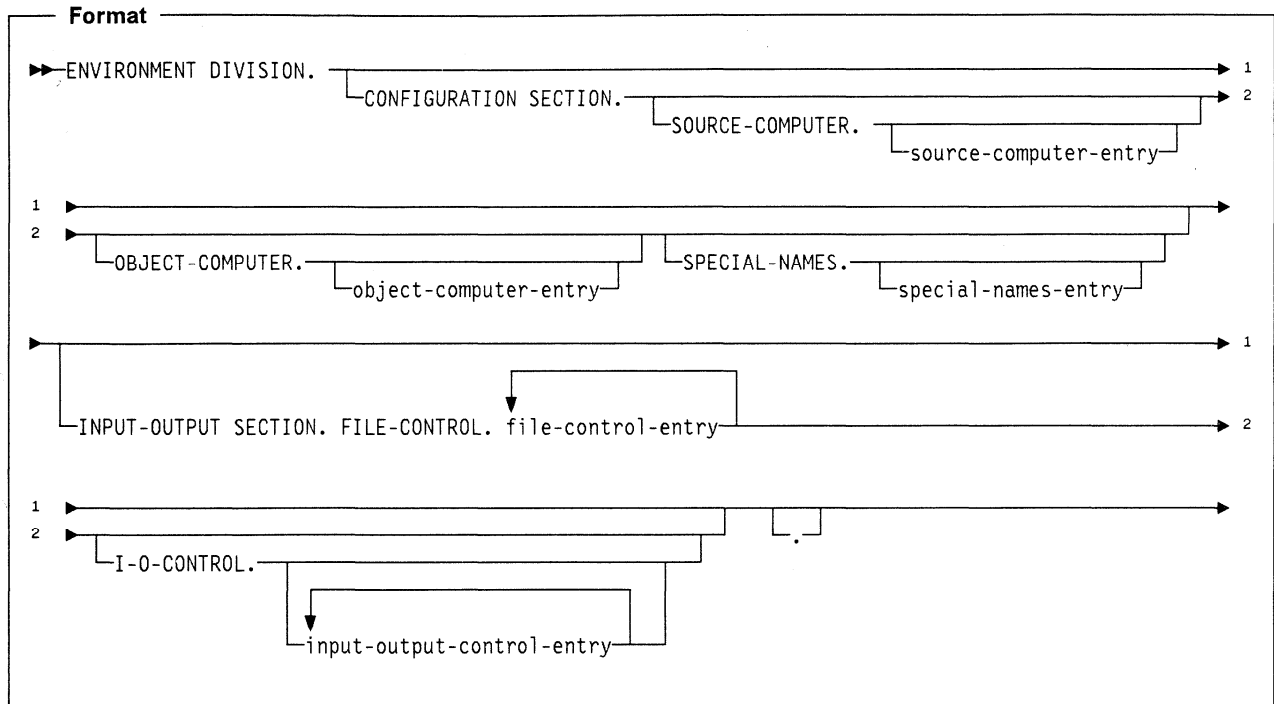 Format
ENVIRONMENT DIVISION. 1
CONFIGURATION SECTION. 2
SOURCE-COMPUTER.
source-computer-entry
1
2
OBJECT-COMPUTER. SPECIAL-NAMES.
object-computer-entry special-names-entry
1
INPUT-OUTPUT SECTION. FILE-CONTROL. file-control-entry 2
1
2
.
I-O-CONTROL.
input-output-control-entry